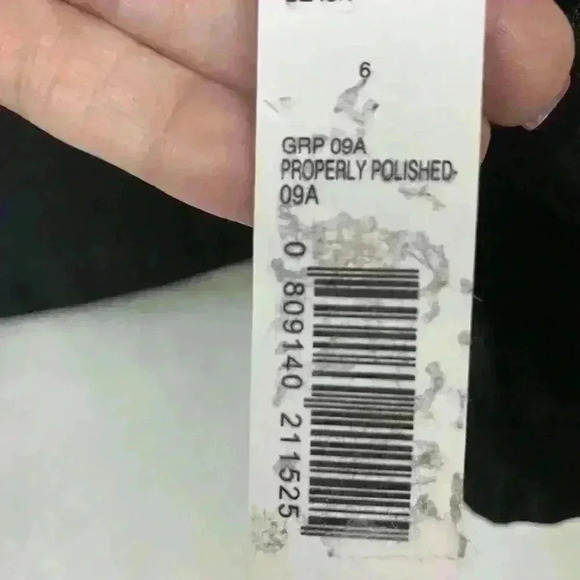 6
GRP 09A
PROPERLY POLISHED-
09A
0 809140 211525